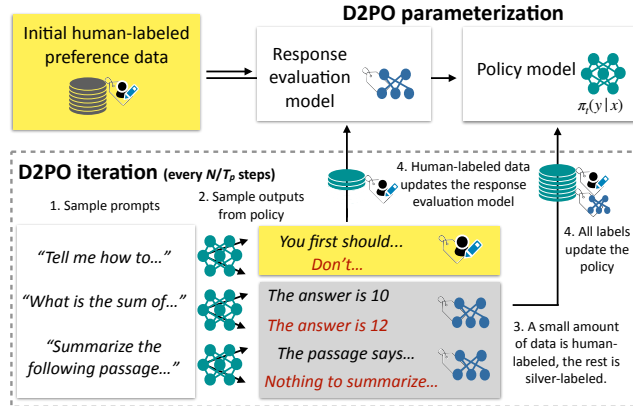 D2PO parameterization
Initial human-labeled
preference data
Response
evaluation
model
Policy model
πₜ(y|x)
D2PO iteration (every N/Tₚ steps)
1. Sample prompts
2. Sample outputs
from policy
4. Human-labeled data
updates the response
evaluation model
4. All labels
update the
policy
“Tell me how to…”
“What is the sum of…”
“Summarize the
following passage…”
You first should...
Don’t…
The answer is 10
The answer is 12
The passage says…
Nothing to summarize…
3. A small amount
of data is human-
labeled, the rest is
silver-labeled.